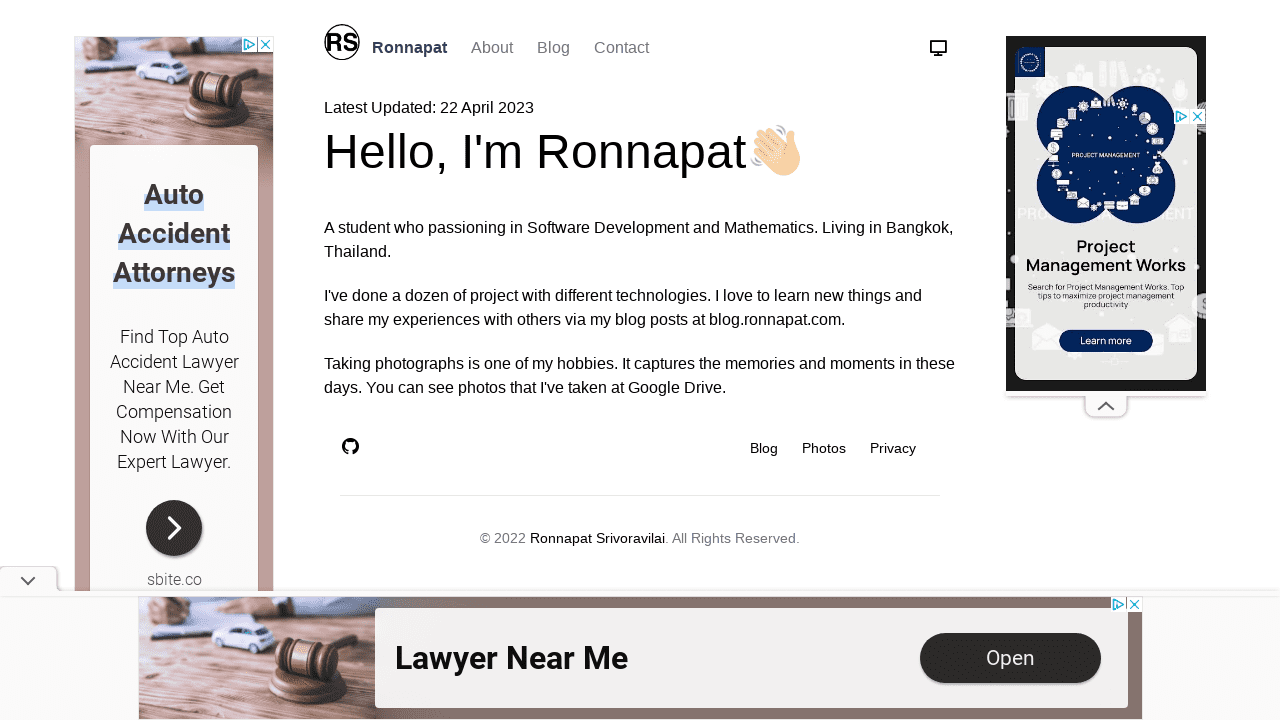 RS
Ronnapat
About
Blog
Contact
Latest Updated: 22 April 2023
Hello, I'm Ronnapat
A student who passioning in Software Development and Mathematics. Living in Bangkok,
Thailand.
I've done a dozen of project with different technologies. I love to learn new things and
share my experiences with others via my blog posts at blog.ronnapat.com.
Taking photographs is one of my hobbies. It captures the memories and moments in these
days. You can see photos that I've taken at Google Drive.
Blog
Photos
Privacy
© 2022 Ronnapat Srivoravilai. All Rights Reserved.
Auto
Accident
Attorneys
Find Top Auto
Accident Lawyer
Near Me. Get
Compensation
Now With Our
Expert Lawyer.
sbite.co
PROJECT MANAGEMENT
Project
Management Works
Search for Project Management Works. Top
tips to maximize project management
productivity
Learn more
Lawyer Near Me
Open